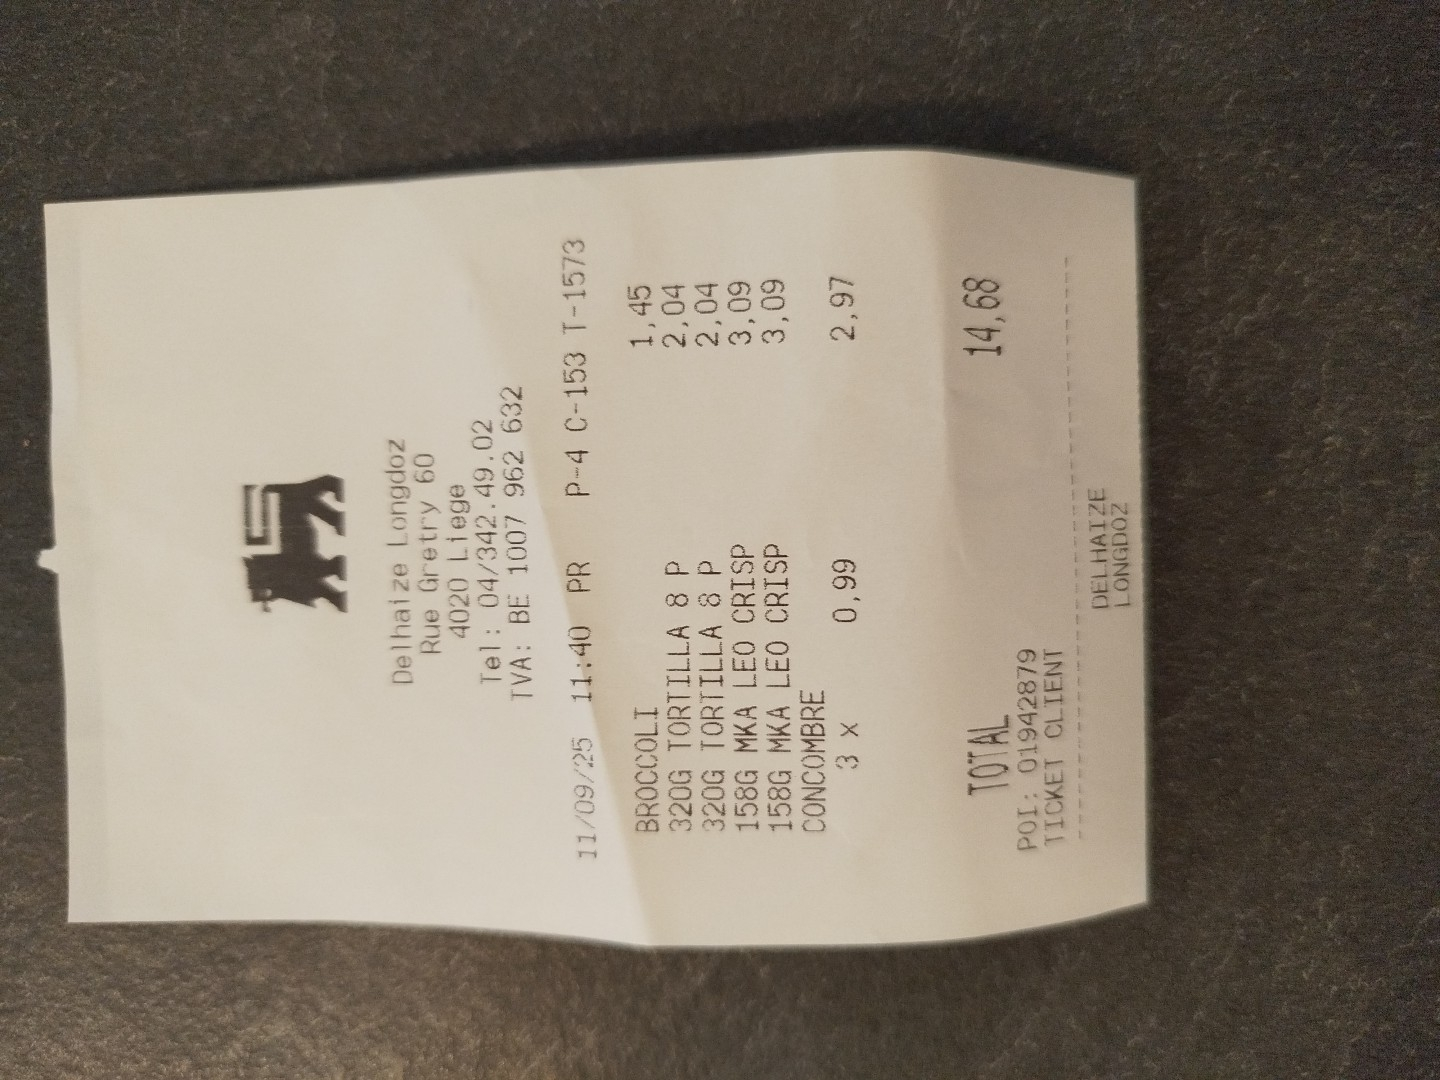 Delhaize Longdoz
Rue Gretry 60
4020 Liege
Tel: 04/342.49.02
TVA: BE 1007 962 632
11/09/25 11:40 PR P-4 C-153 T-1573
BROCCOLI 1,45
320G TORTILLA 8 P 2,04
320G TORTILLA 8 P 2,04
158G MKA LEO CRISP 3,09
158G MKA LEO CRISP 3,09
CONCOMBRE
3 x 0,99 2,97
TOTAL 14,68
POI: 01942879
TICKET CLIENT
DELHAIZE
LONGDOZ